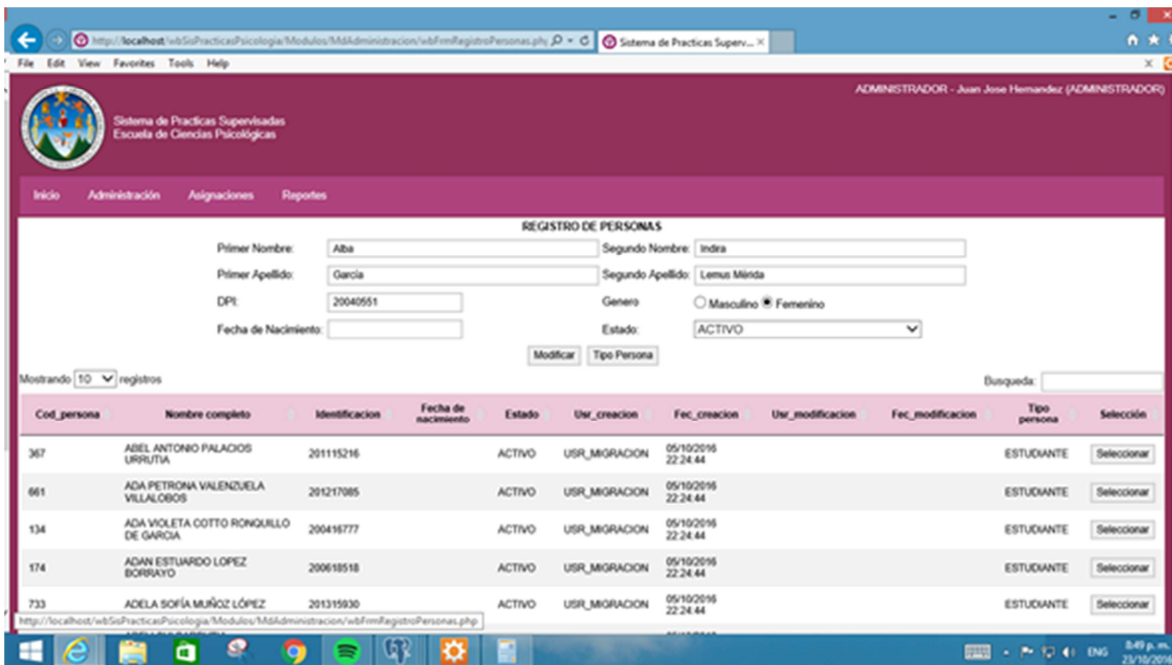 http://localhost/wbSisPracticasPsicologia/Modulos/MdAdministracion/wbFrmRegistroPersonas.ph
Sistema de Practicas Superv...
File Edit View Favorites Tools Help
ADMINISTRADOR - Juan Jose Hernandez (ADMINISTRADOR)
Sistema de Practicas Supervisadas
Escuela de Ciencias Psicológicas
Inicio Administración Asignaciones Reportes
REGISTRO DE PERSONAS
Primer Nombre: Alba Segundo Nombre: Indira
Primer Apellido: García Segundo Apellido: Lemus Mérida
DPI: 20040551 Genero Masculino Femenino
Fecha de Nacimiento: Estado: ACTIVO
Modificar Tipo Persona
Mostrando 10 registros Busqueda:
Cod_persona Nombre completo Identificacion Fecha de nacimiento Estado Usr_creacion Fec_creacion Usr_modificacion Fec_modificacion Tipo persona Selección
367 ABEL ANTONIO PALACIOS URRUTIA 201115216 ACTIVO USR_MIGRACION 05/10/2016 22:24:44 ESTUDIANTE Seleccionar
661 ADA PETRONA VALENZUELA VILLALOBOS 201217085 ACTIVO USR_MIGRACION 05/10/2016 22:24:44 ESTUDIANTE Seleccionar
134 ADA VIOLETA COTTO RONQUILLO DE GARCIA 200416777 ACTIVO USR_MIGRACION 05/10/2016 22:24:44 ESTUDIANTE Seleccionar
174 ADAN ESTUARDO LOPEZ BORRAYO 200618518 ACTIVO USR_MIGRACION 05/10/2016 22:24:44 ESTUDIANTE Seleccionar
733 ADELA SOFÍA MUÑOZ LÓPEZ 201315930 ACTIVO USR_MIGRACION 05/10/2016 22:24:44 ESTUDIANTE Seleccionar
http://localhost/wbSisPracticasPsicologia/Modulos/MdAdministracion/wbFrmRegistroPersonas.php
ENG 8:49 p. m.
23/10/2016